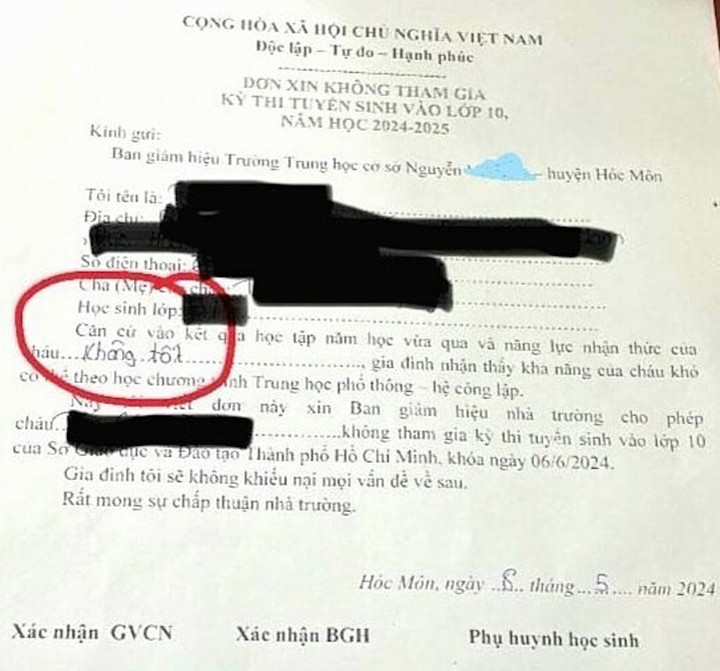 CỘNG HÒA XÃ HỘI CHỦ NGHĨA VIỆT NAM
Độc lập – Tự do – Hạnh phúc
ĐƠN XIN KHÔNG THAM GIA
KỲ THI TUYỂN SINH VÀO LỚP 10,
NĂM HỌC 2024-2025
Kính gửi:
Ban giám hiệu Trường Trung học cơ sở Nguyễn – huyện Hóc Môn
Tôi tên là:
Địa chỉ:
Số điện thoại:
Cha (Mẹ)
Học sinh lớp:
Căn cứ vào kết quả học tập năm học vừa qua và năng lực nhận thức của
cháu....Không tốt........................., gia đình nhận thấy khả năng của cháu khó
có thể theo học chương trình Trung học phổ thông – hệ công lập.
Nay đơn này xin Ban giám hiệu nhà trường cho phép
cháu...............không tham gia kỳ thi tuyển sinh vào lớp 10
của Sở Giáo dục và Đào tạo Thành phố Hồ Chí Minh, khóa ngày 06/6/2024.
Gia đình tôi sẽ không khiếu nại mọi vấn đề về sau.
Rất mong sự chấp thuận nhà trường.
Hóc Môn, ngày ..8.. tháng ...5.... năm 2024
Xác nhận GVCN Xác nhận BGH Phụ huynh học sinh